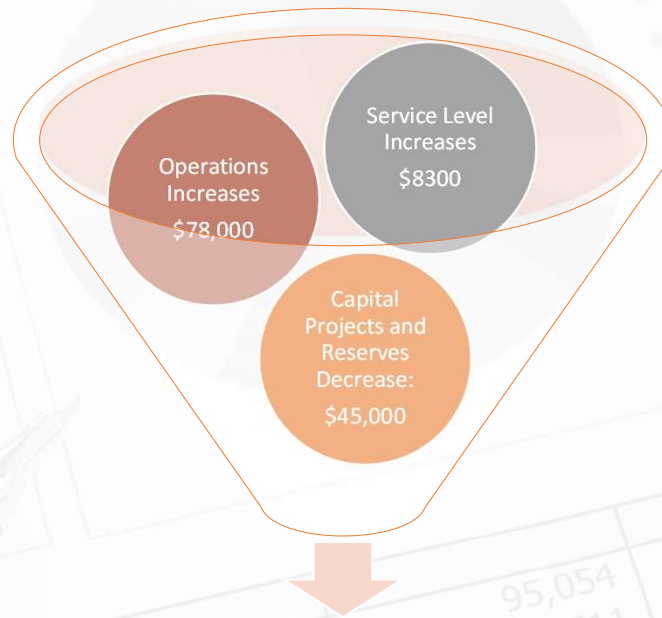 Service Level
Increases
$8300
Operations
Increases
$78,000
Capital
Projects and
Reserves
Decrease:
$45,000
95,054